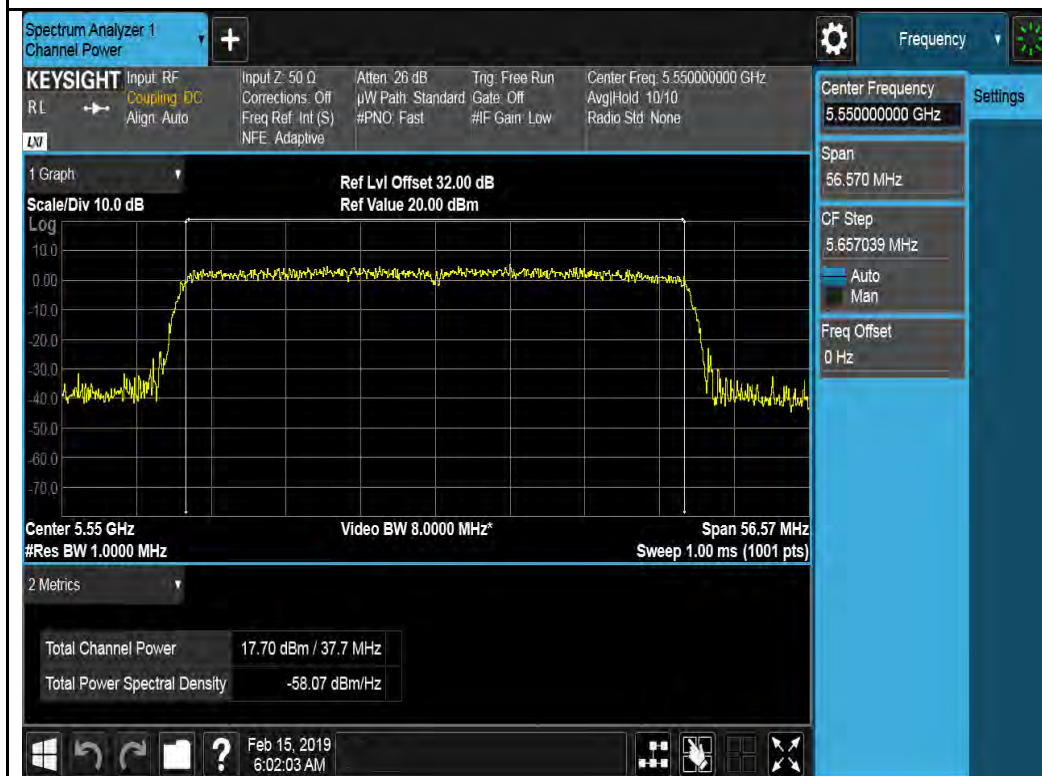 Spectrum Analyzer 1
Channel Power
+
Frequency
KEYSIGHT Input: RF Input Z: 50 Ω Atten: 26 dB Trig: Free Run Center Freq: 5.550000000 GHz
RL Coupling: DC Corrections: Off µW Path: Standard Gate: Off Avg|Hold: 10/10
Align: Auto Freq Ref: Int (S) #PNO: Fast #IF Gain: Low Radio Std: None
LXI NFE: Adaptive
Center Frequency
5.550000000 GHz
Settings
Span
56.570 MHz
CF Step
5.657039 MHz
Auto
Man
Freq Offset
0 Hz
1 Graph
Ref Lvl Offset 32.00 dB
Scale/Div 10.0 dB Ref Value 20.00 dBm
Log
10.0
0.00
-10.0
-20.0
-30.0
-40.0
-50.0
-60.0
-70.0
Center 5.55 GHz Video BW 8.0000 MHz* Span 56.57 MHz
#Res BW 1.0000 MHz Sweep 1.00 ms (1001 pts)
2 Metrics
Total Channel Power 17.70 dBm / 37.7 MHz
Total Power Spectral Density -58.07 dBm/Hz
? Feb 15, 2019
6:02:03 AM